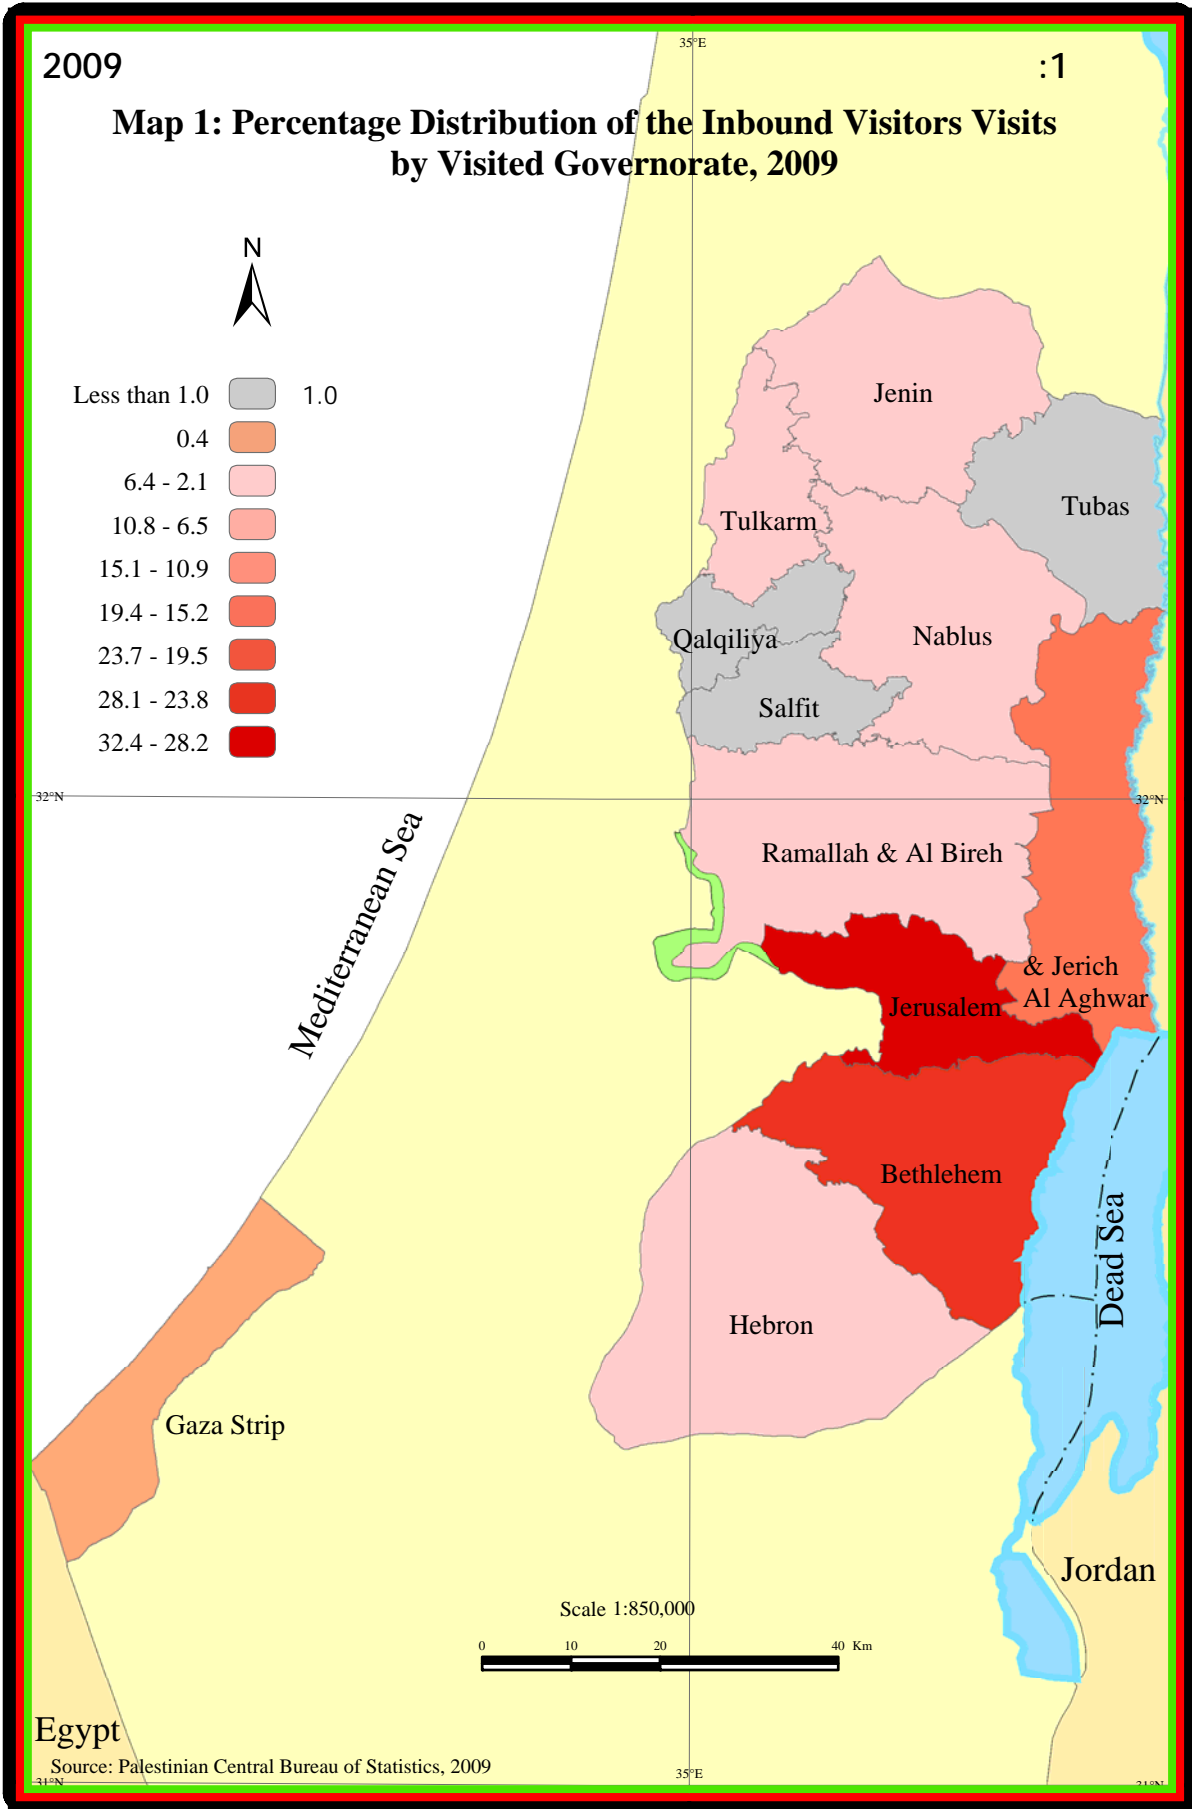 35°E
2009
:1
Map 1: Percentage Distribution of the Inbound Visitors Visits
by Visited Governorate, 2009
N
Less than 1.0
1.0
0.4
6.4 - 2.1
10.8 - 6.5
15.1 - 10.9
19.4 - 15.2
23.7 - 19.5
28.1 - 23.8
32.4 - 28.2
Jenin
Tubas
Tulkarm
Nablus
Qalqiliya
Salfit
32°N
32°N
Mediterranean Sea
Ramallah & Al Bireh
& Jerich
Al Aghwar
Jerusalem
Bethlehem
Dead Sea
Hebron
Gaza Strip
Jordan
Scale 1:850,000
0 10 20 40 Km
Egypt
Source: Palestinian Central Bureau of Statistics, 2009
35°E
31°N
31°N